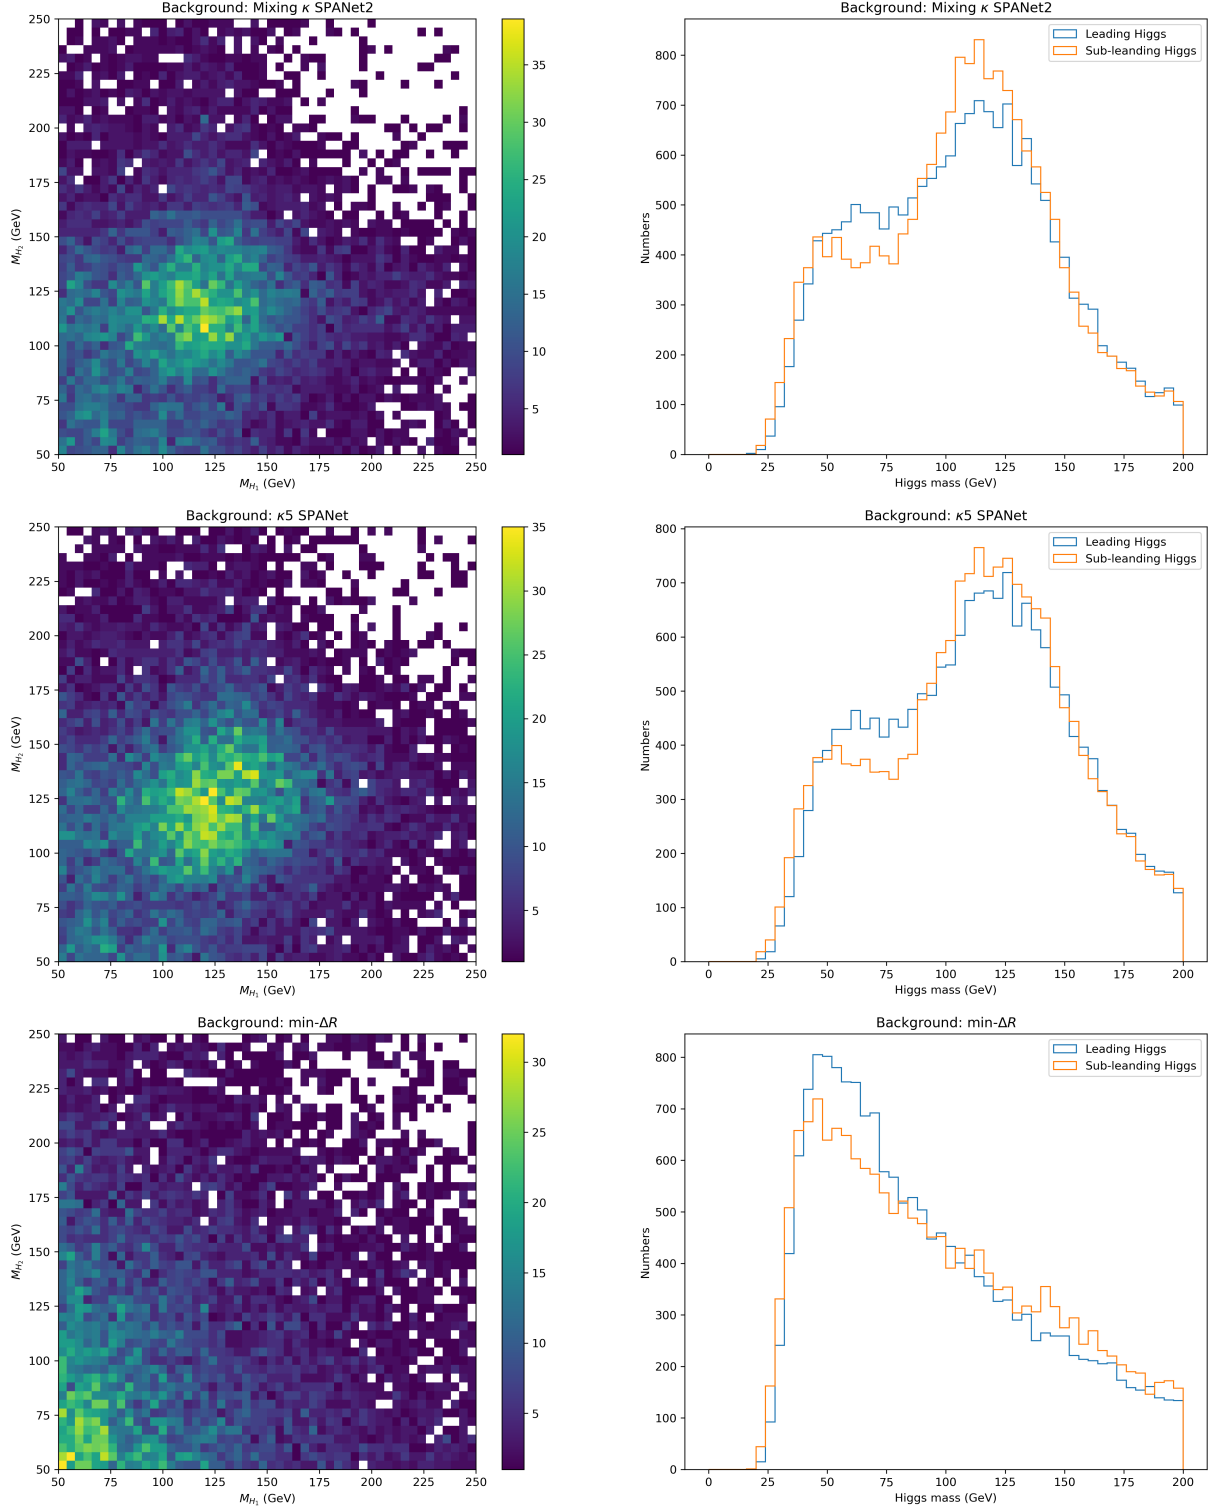 Background: Mixing κ SPANet2
250
225
200
175
150
125
100
75
50
50 75 100 125 150 175 200 225 250
M_{H_2} (GeV)
M_{H_1} (GeV)
35
30
25
20
15
10
5
Background: Mixing κ SPANet2
Leading Higgs
Sub-leanding Higgs
800
700
600
500
400
300
200
100
0
0 25 50 75 100 125 150 175 200
Numbers
Higgs mass (GeV)
Background: κ5 SPANet
250
225
200
175
150
125
100
75
50
50 75 100 125 150 175 200 225 250
M_{H_2} (GeV)
M_{H_1} (GeV)
35
30
25
20
15
10
5
Background: κ5 SPANet
Leading Higgs
Sub-leanding Higgs
800
700
600
500
400
300
200
100
0
0 25 50 75 100 125 150 175 200
Numbers
Higgs mass (GeV)
Background: min-ΔR
250
225
200
175
150
125
100
75
50
50 75 100 125 150 175 200 225 250
M_{H_2} (GeV)
M_{H_1} (GeV)
30
25
20
15
10
5
Background: min-ΔR
Leading Higgs
Sub-leanding Higgs
800
700
600
500
400
300
200
100
0
0 25 50 75 100 125 150 175 200
Numbers
Higgs mass (GeV)